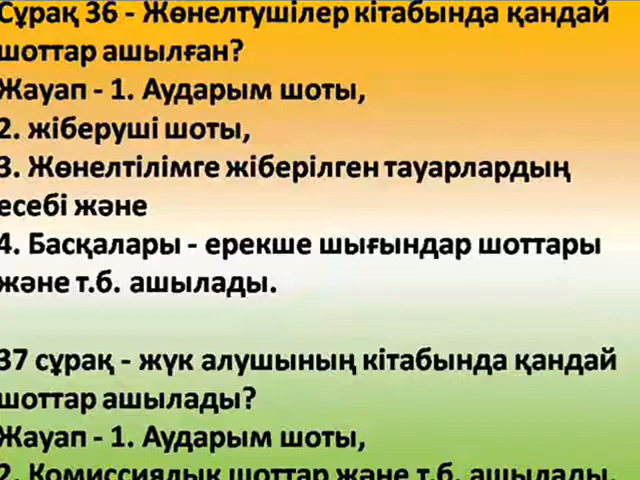 Сұрақ 36 - Жөнелтушілер кітабында қандай
шоттар ашылған?
Жауап - 1. Аударым шоты,
2. жіберуші шоты,
3. Жөнелтілімге жіберілген тауарлардың
есебі және
4. Басқалары - ерекше шығындар шоттары
және т.б. ашылады.
37 сұрақ - жүк алушының кітабында қандай
шоттар ашылады?
Жауап - 1. Аударым шоты,
2. Комиссиялық шоттар және т.б. ашылады.